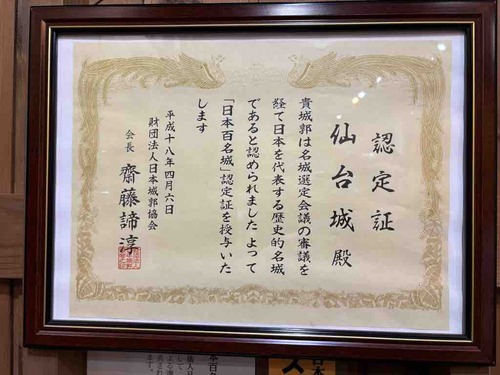 認定証
仙台城殿
貴城郭は名城選定会議の審議を
経て日本を代表する歴史的名城
であると認められました よって
「日本百名城」認定証を授与いた
します
平成十八年四月六日
財団法人日本城郭協会
会長 齋藤諦淳